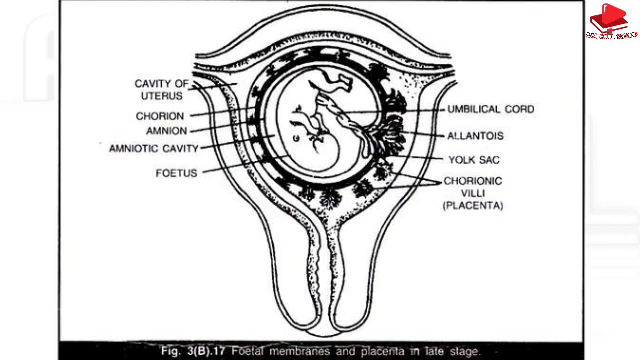 CAVITY OF
UTERUS
CHORION
AMNION
AMNIOTIC CAVITY
FOETUS
UMBILICAL CORD
ALLANTOIS
YOLK SAC
CHORIONIC
VILLI
(PLACENTA)
Fig. 3(B).17 Foetal membranes and placenta in late stage.